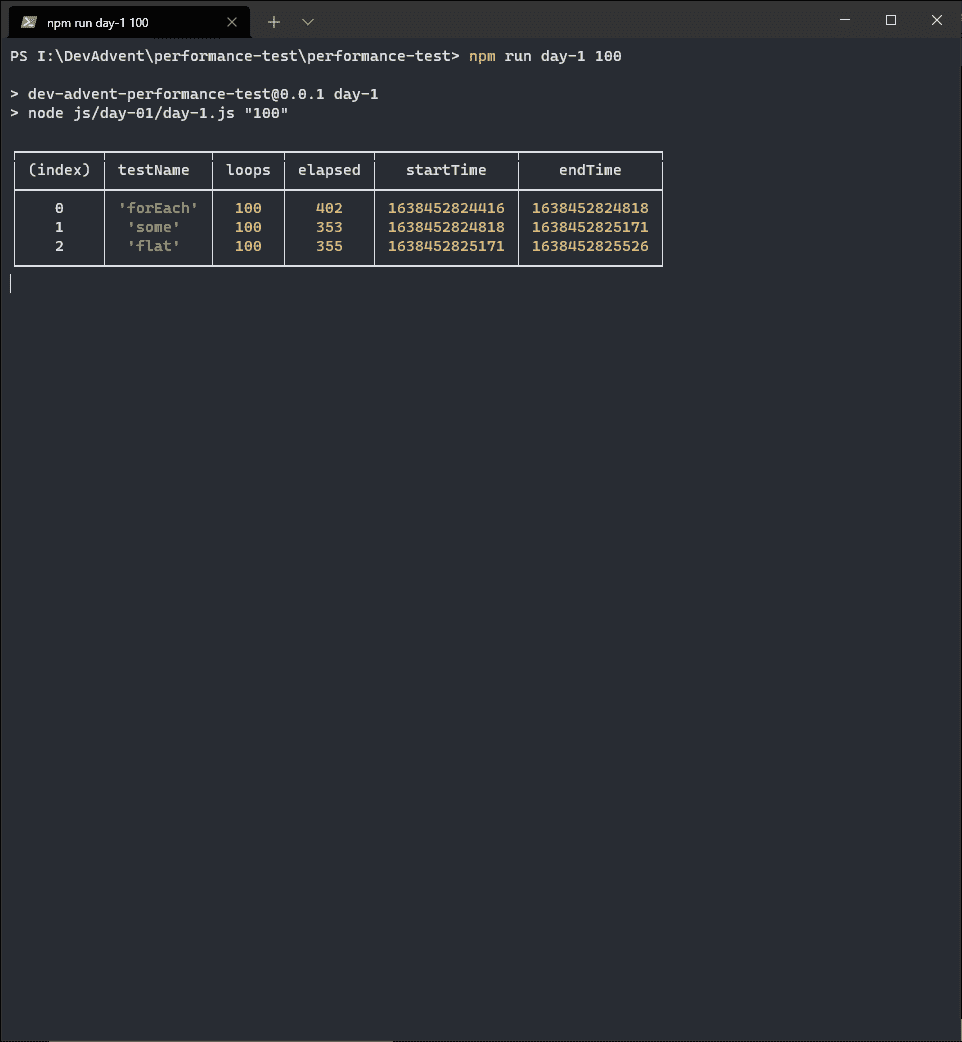 npm run day-1 100
PS I:\DevAdvent\performance-test\performance-test> npm run day-1 100
> dev-advent-performance-test@0.0.1 day-1
> node js/day-01/day-1.js "100"
(index) testName loops elapsed startTime endTime
0 'forEach' 100 402 1638452824416 1638452824818
1 'some' 100 353 1638452824818 1638452825171
2 'flat' 100 355 1638452825171 1638452825526